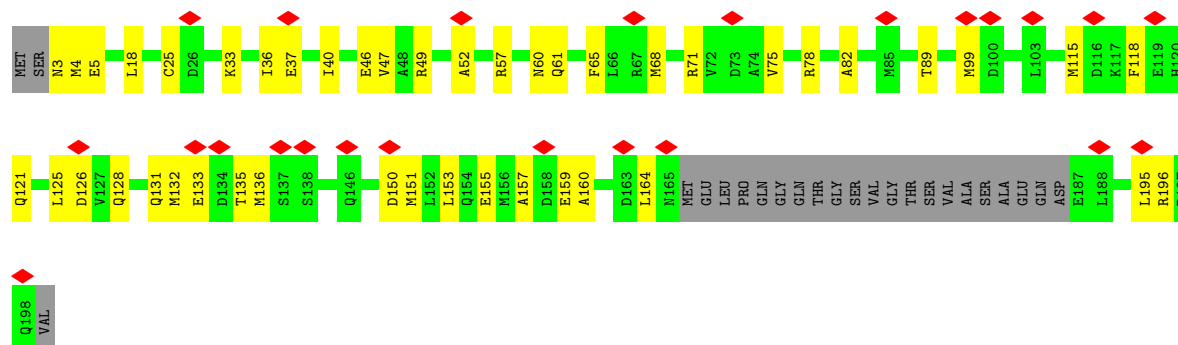 MET SER N3 M4 E5 L18 C25 D26 K33 I36 E37 I40 E46 V47 A48 R49 A52 R57 N60 Q61 F65 L66 R67 M68 R71 V72 D73 A74 V75 R78 A82 M85 T89 M99 D100 L103 M115 D116 K117 F118 E119 H120
Q121 L125 D126 V127 Q128 Q131 M132 E133 D134 T135 M136 S137 S138 Q146 D150 M151 L152 L153 Q154 E155 M156 A157 D158 E159 A160 D163 L164 N165 MET GLU LEU PRO GLN GLY GLN THR GLY SER VAL GLY THR SER VAL ALA SER ALA GLU GLN ASP E187 L188 L195 R196
Q198 VAL